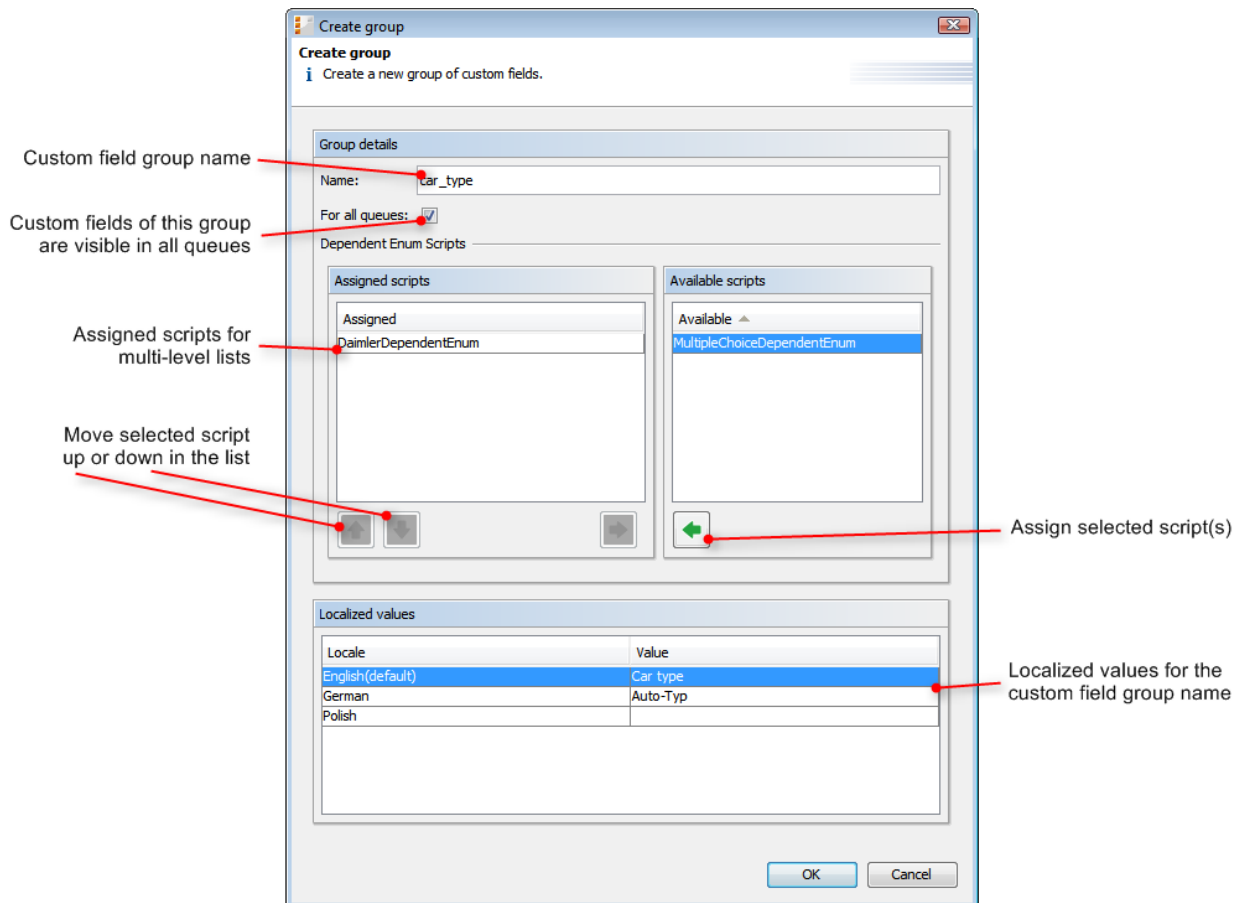 Create group
Create group
i Create a new group of custom fields.
Group details
Custom field group name
Name: car_type
Custom fields of this group
are visible in all queues
For all queues:
Dependent Enum Scripts
Assigned scripts
Available scripts
Assigned
Available
Assigned scripts for
multi-level lists
DaimlerDependentEnum
MultipleChoiceDependentEnum
Move selected script
up or down in the list
Assign selected script(s)
Localized values
Locale Value
English(default) Car type
German Auto-Typ
Polish
Localized values for the
custom field group name
OK Cancel